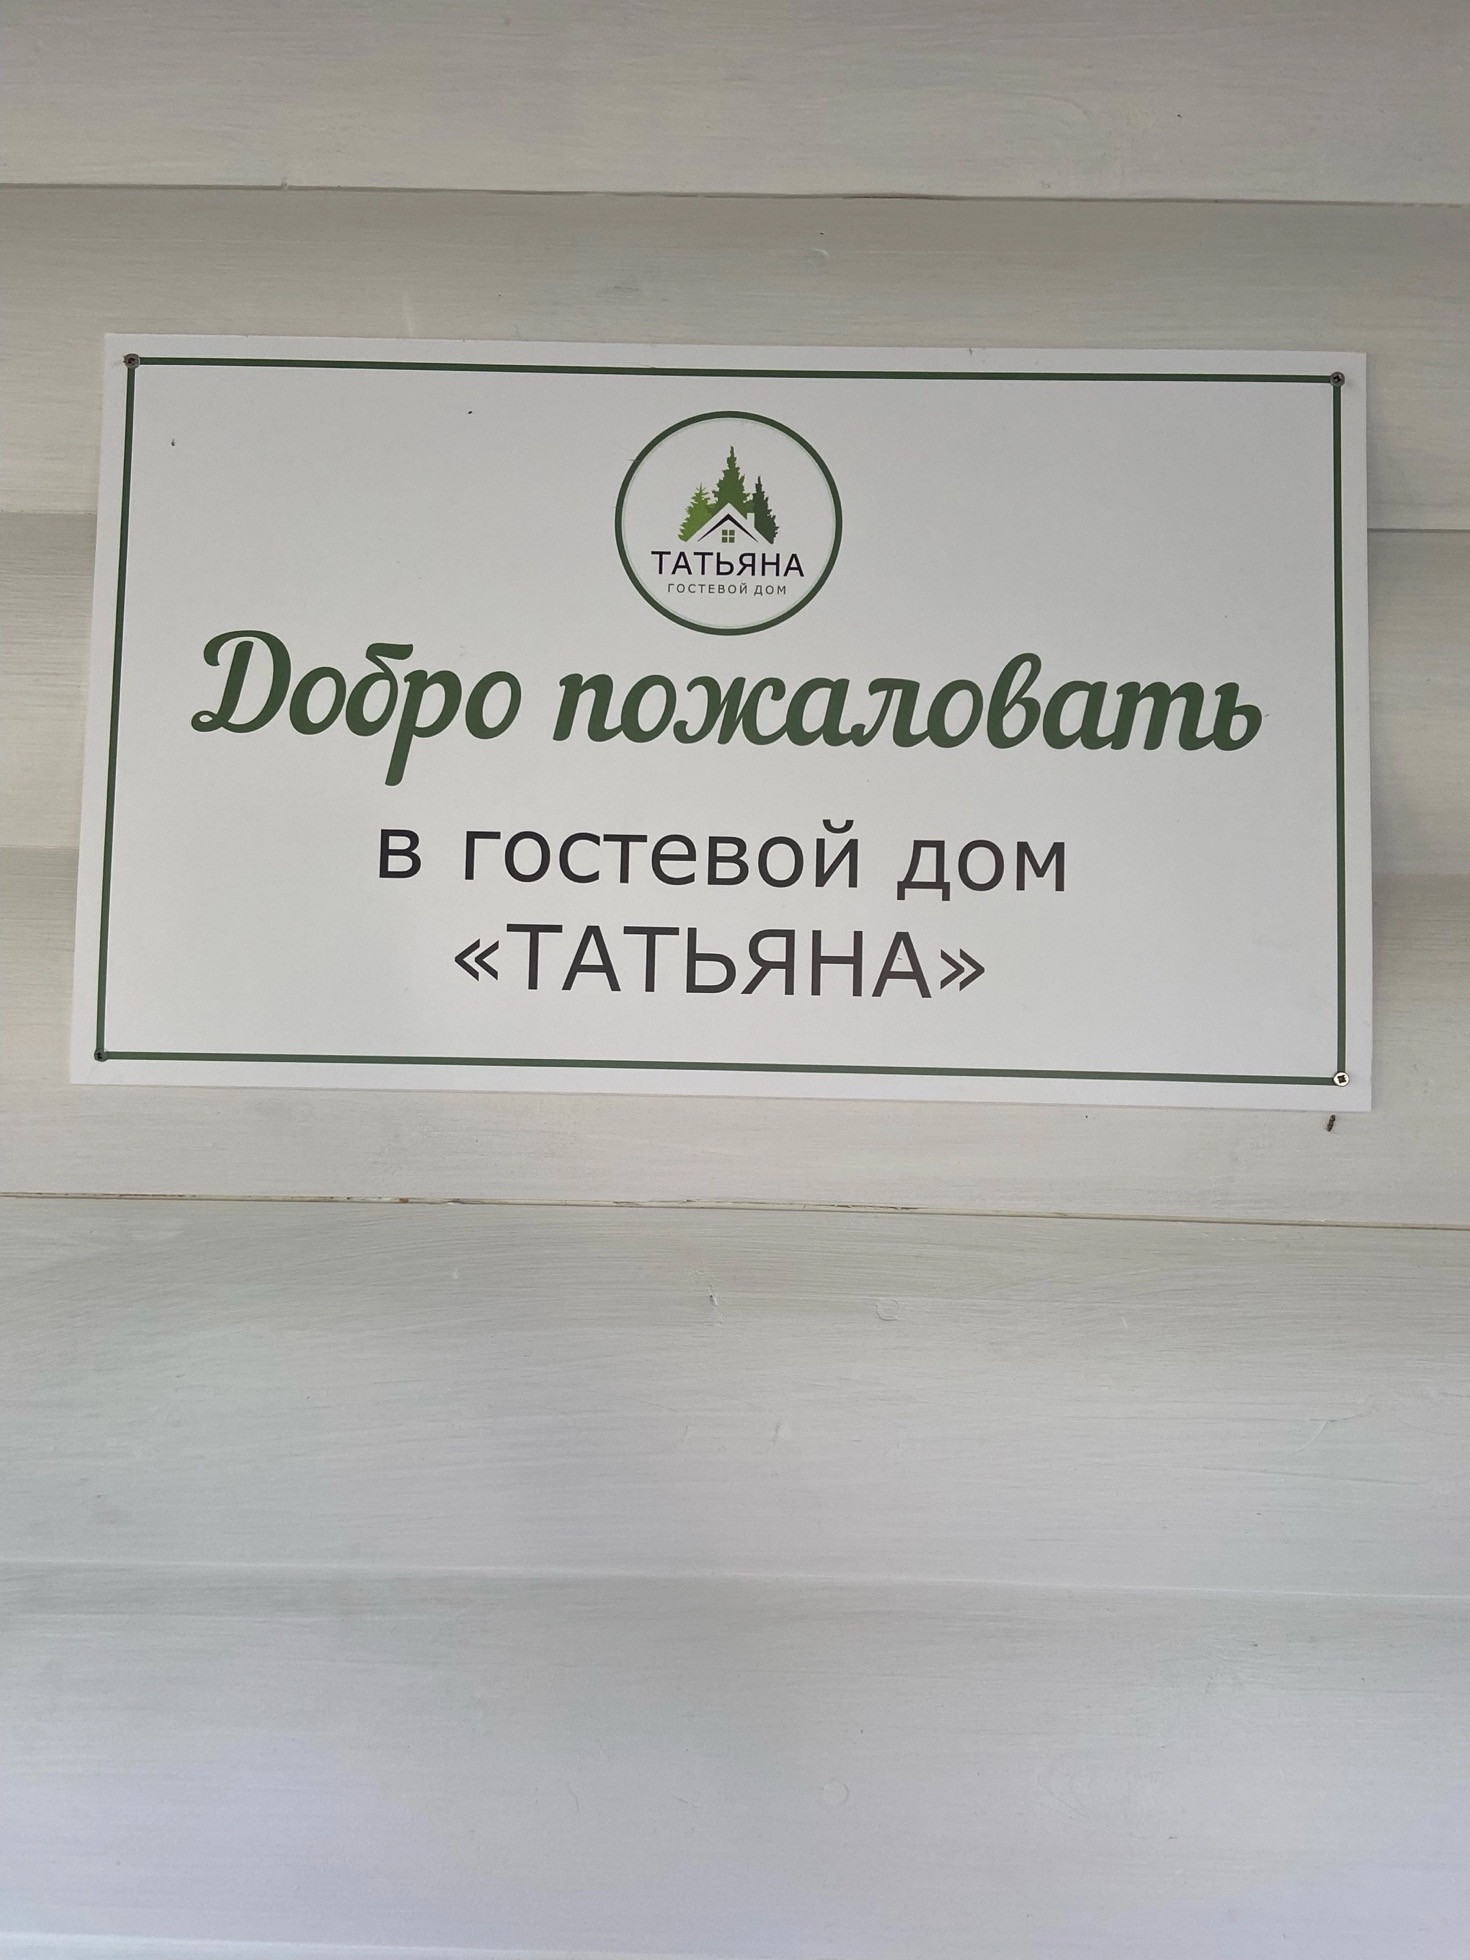 ТАТЬЯНА
ГОСТЕВОЙ ДОМ
Добро пожаловать
в гостевой дом
«ТАТЬЯНА»